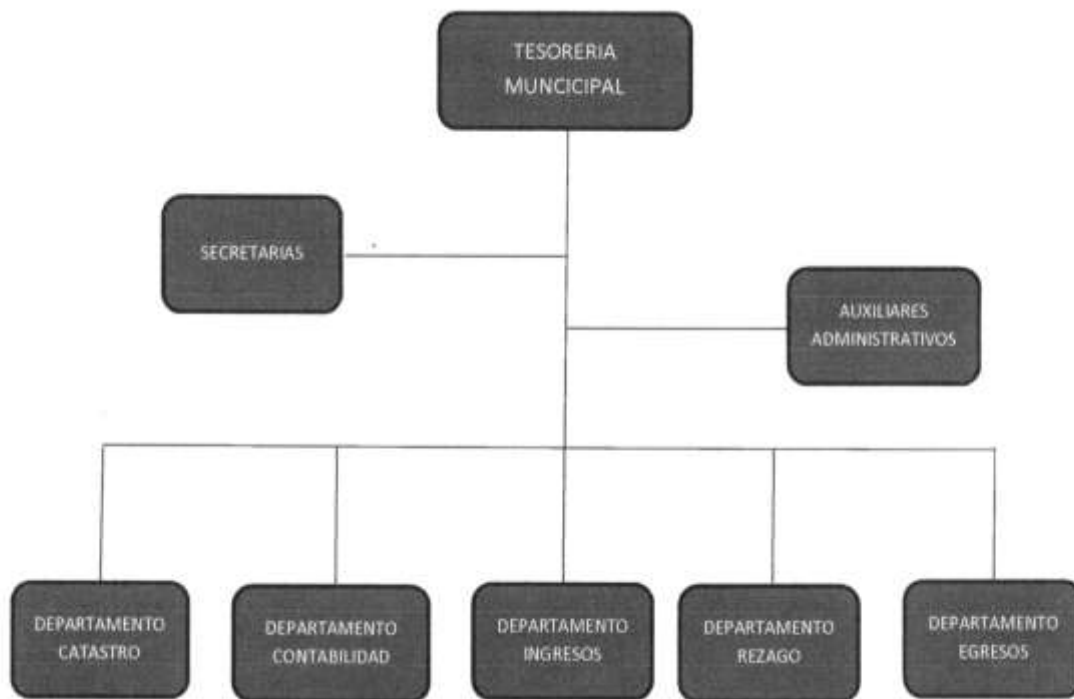 TESORERIA
MUNCICIPAL
SECRETARIAS
AUXILIARES
ADMINISTRATIVOS
DEPARTAMENTO
CATASTRO
DEPARTAMENTO
CONTABILIDAD
DEPARTAMENTO
INGRESOS
DEPARTAMENTO
REZAGO
DEPARTAMENTO
EGRESOS